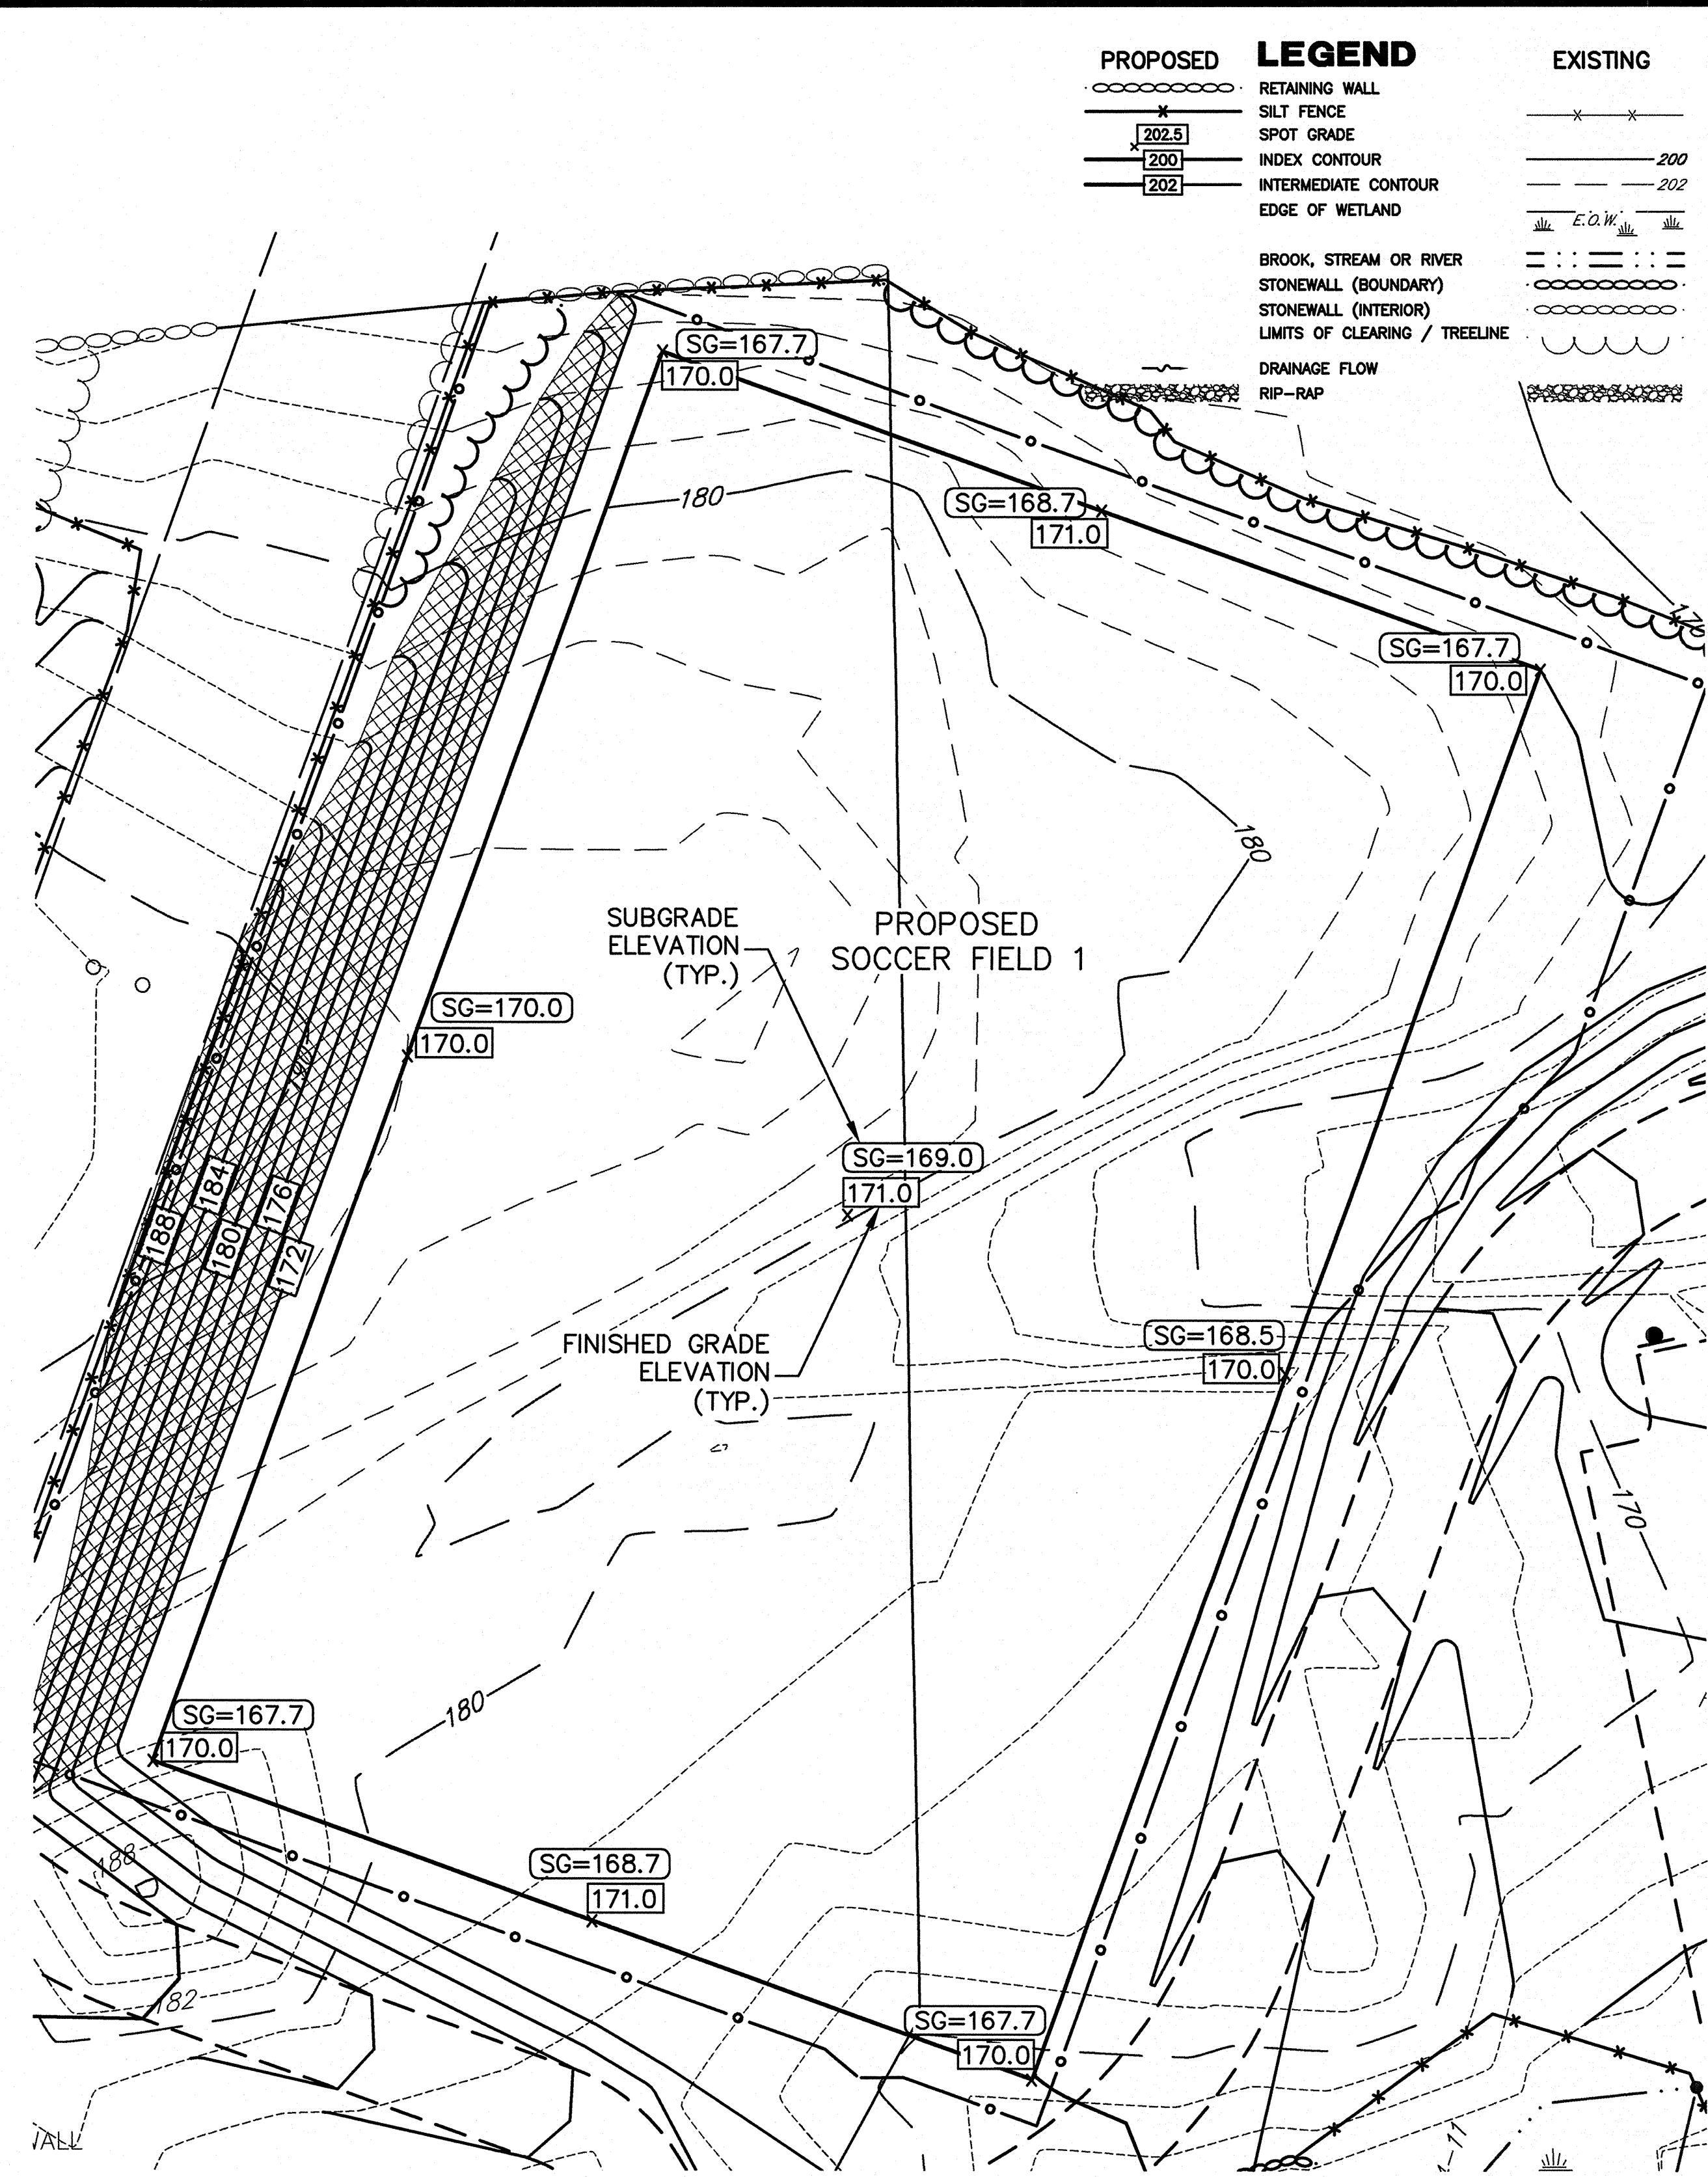 PROPOSED LEGEND EXISTING
RETAINING WALL
SILT FENCE
202.5 SPOT GRADE
200 INDEX CONTOUR 200
202 INTERMEDIATE CONTOUR 202
EDGE OF WETLAND E.O.W.
BROOK, STREAM OR RIVER
STONEWALL (BOUNDARY)
STONEWALL (INTERIOR)
LIMITS OF CLEARING / TREELINE
DRAINAGE FLOW
RIP-RAP
SG=167.7
170.0
180
SG=168.7
171.0
176
SG=167.7
170.0
180
SUBGRADE
ELEVATION
(TYP.)
PROPOSED
SOCCER FIELD 1
SG=170.0
170.0
190
SG=169.0
171.0
188
184
180
176
172
FINISHED GRADE
ELEVATION
(TYP.)
SG=168.5
170.0
170
180
SG=167.7
170.0
188
SG=168.7
171.0
182
SG=167.7
170.0